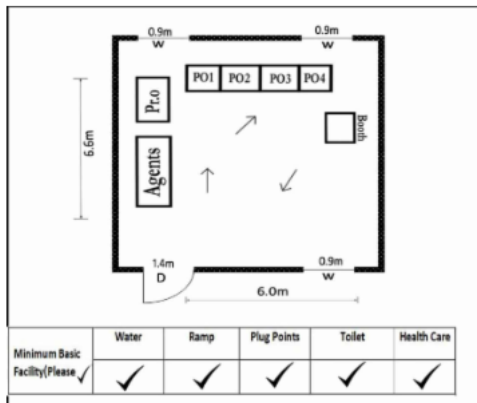 0.9m
W
0.9m
W
PO1 PO2 PO3 PO4
Pr.o
Booth
6.6m
Agents
1.4m
D
0.9m
W
6.0m
Minimum Basic Facility(Please ✓
Water Ramp Plug Points Toilet Health Care
✓ ✓ ✓ ✓ ✓